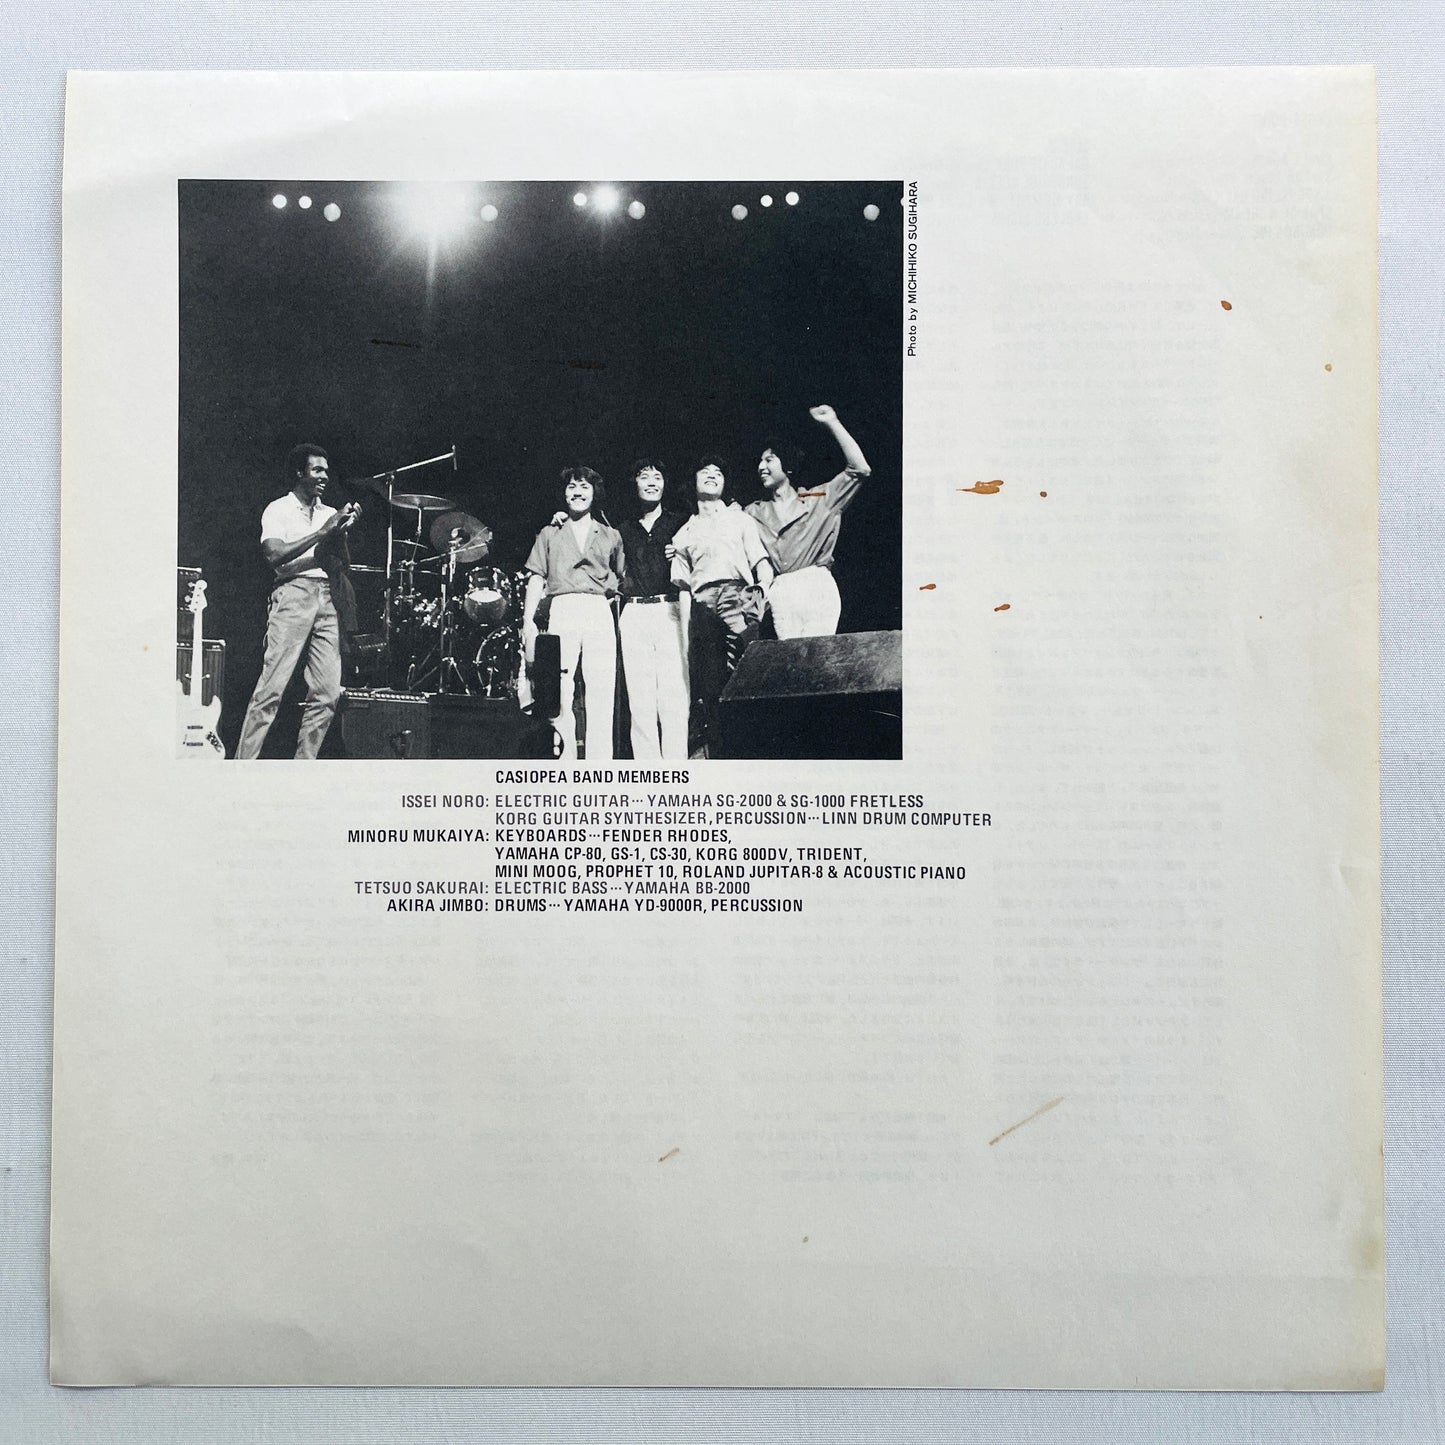 Photo by MICHIHIKO SUGIHARA
CASIOPEA BAND MEMBERS
ISSEI NORO: ELECTRIC GUITAR··· YAMAHA SG-2000 & SG-1000 FRETLESS
KORG GUITAR SYNTHESIZER, PERCUSSION··· LINN DRUM COMPUTER
MINORU MUKAIYA: KEYBOARDS··· FENDER RHODES,
YAMAHA CP-80, GS-1, CS-30, KORG 800DV, TRIDENT,
MINI MOOG, PROPHET 10, ROLAND JUPITAR-8 & ACOUSTIC PIANO
TETSUO SAKURAI: ELECTRIC BASS··· YAMAHA BB-2000
AKIRA JIMBO: DRUMS··· YAMAHA YD-9000R, PERCUSSION